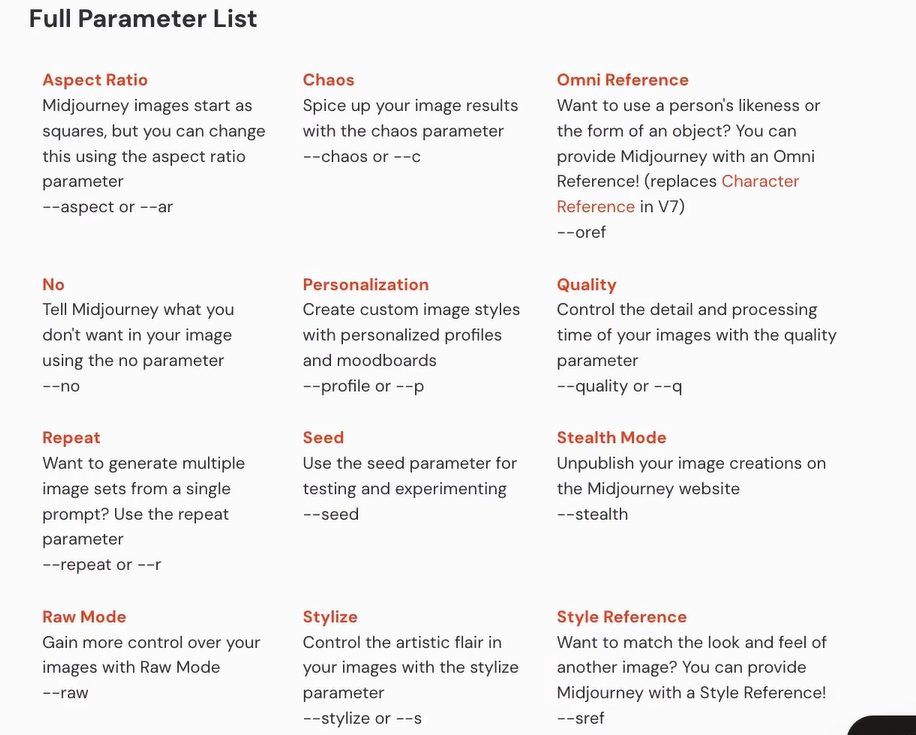 Full Parameter List
Aspect Ratio
Midjourney images start as
squares, but you can change
this using the aspect ratio
parameter
--aspect or --ar
Chaos
Spice up your image results
with the chaos parameter
--chaos or --c
Omni Reference
Want to use a person's likeness or
the form of an object? You can
provide Midjourney with an Omni
Reference! (replaces Character
Reference in V7)
--oref
No
Tell Midjourney what you
don't want in your image
using the no parameter
--no
Personalization
Create custom image styles
with personalized profiles
and moodboards
--profile or --p
Quality
Control the detail and processing
time of your images with the quality
parameter
--quality or --q
Repeat
Want to generate multiple
image sets from a single
prompt? Use the repeat
parameter
--repeat or --r
Seed
Use the seed parameter for
testing and experimenting
--seed
Stealth Mode
Unpublish your image creations on
the Midjourney website
--stealth
Raw Mode
Gain more control over your
images with Raw Mode
--raw
Stylize
Control the artistic flair in
your images with the stylize
parameter
--stylize or --s
Style Reference
Want to match the look and feel of
another image? You can provide
Midjourney with a Style Reference!
--sref